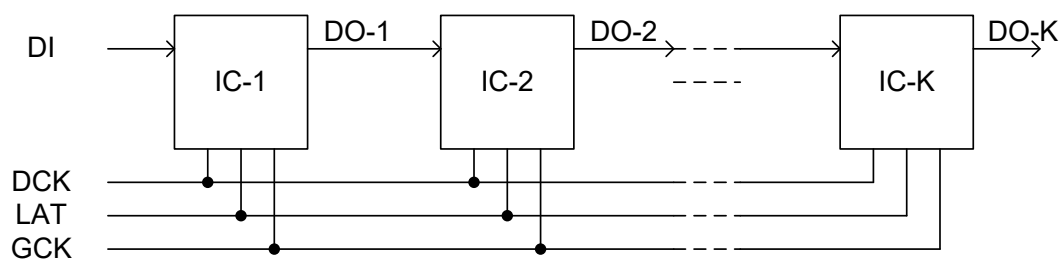 DI
DO-1
DO-2
DO-K
IC-1
IC-2
IC-K
DCK
LAT
GCK